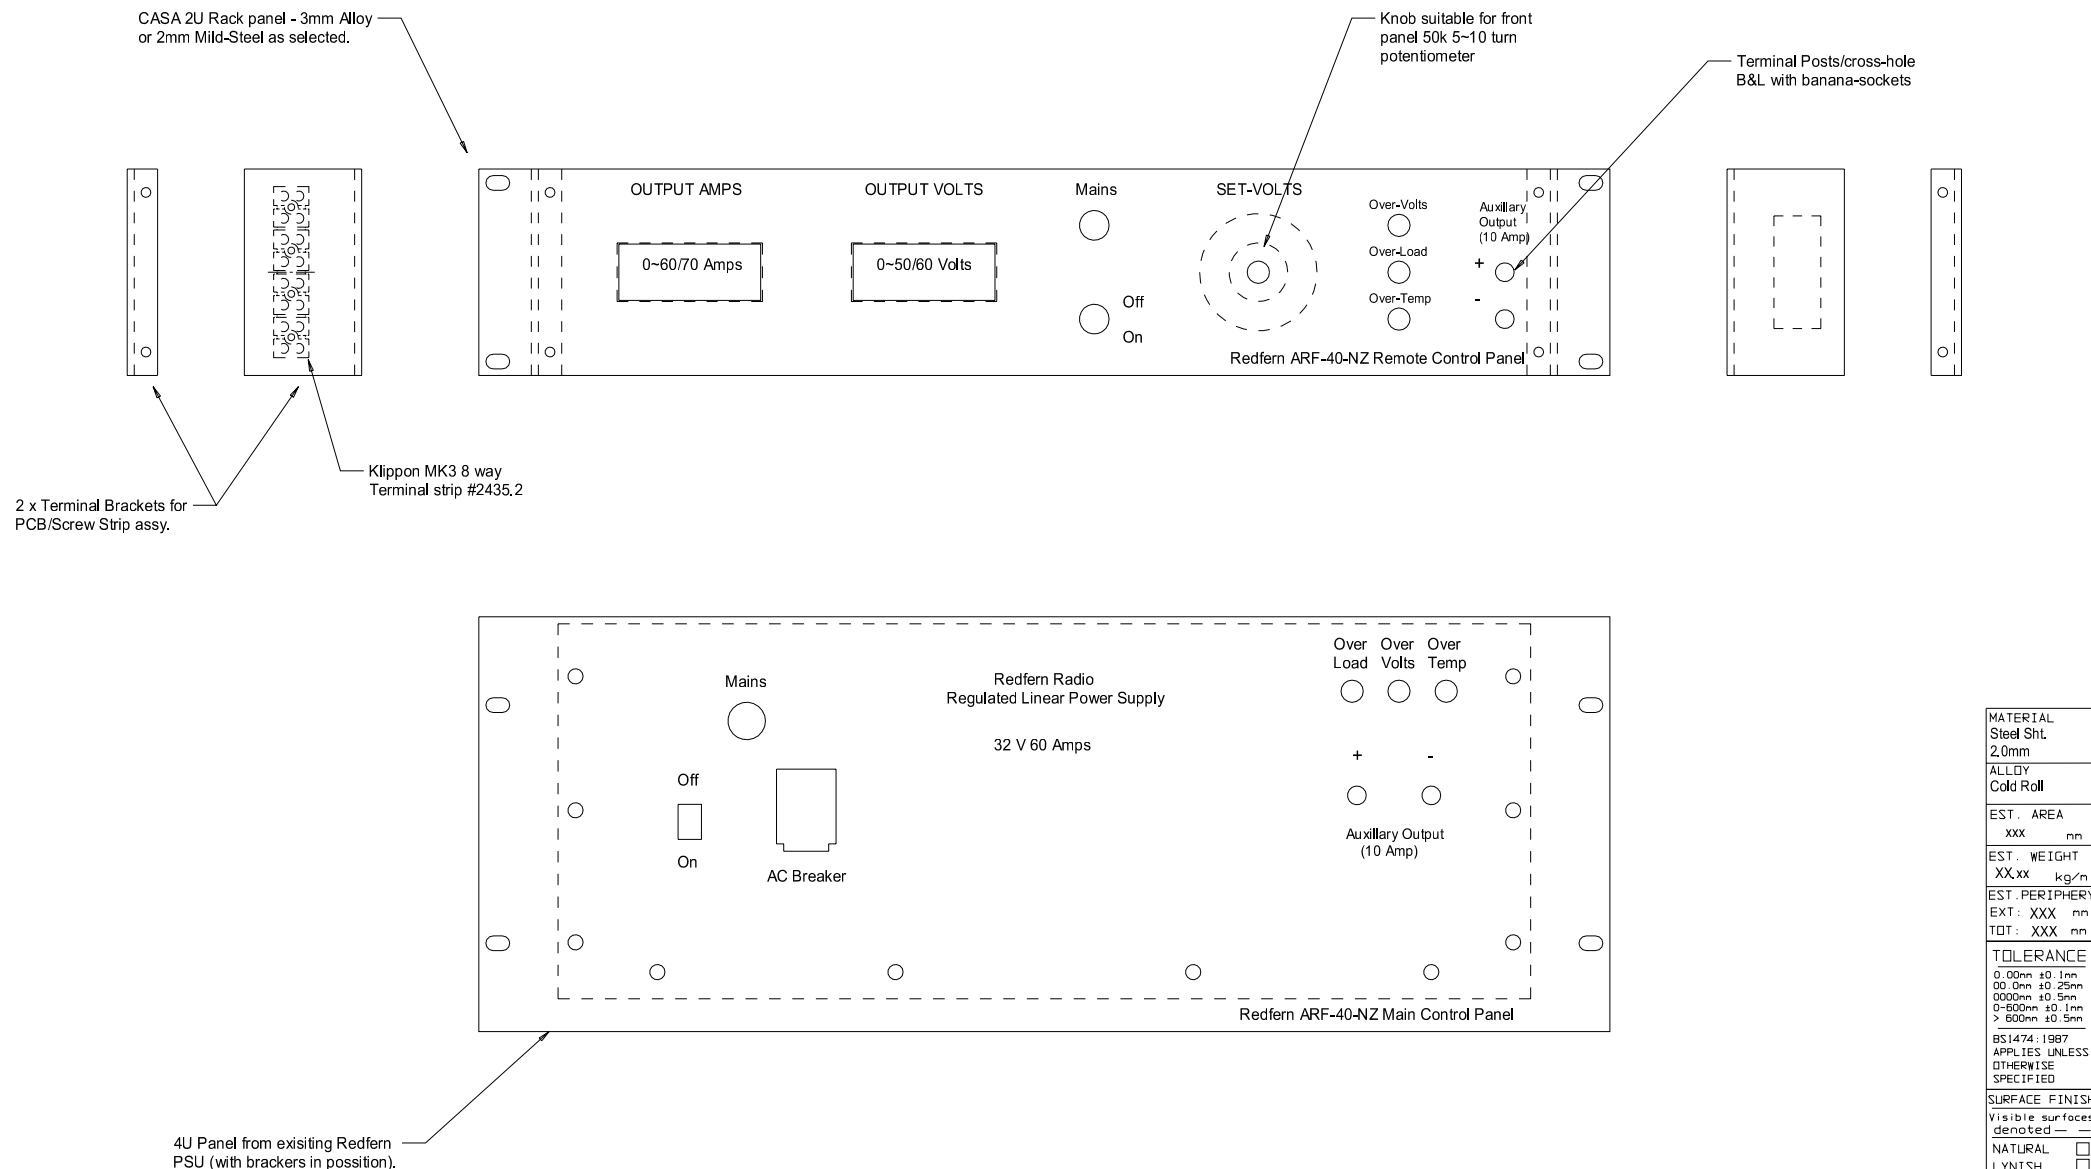 CASA 2U Rack panel - 3mm Alloy
or 2mm Mild-Steel as selected.
Knob suitable for front
panel 50k 5~10 turn
potentiometer
Terminal Posts/cross-hole
B&L with banana-sockets
OUTPUT AMPS
OUTPUT VOLTS
Mains
SET-VOLTS
Over-Volts
Auxillary
Output
(10 Amp)
0~60/70 Amps
0~50/60 Volts
Over-Load
+
Over-Temp
-
Off
On
Redfern ARF-40-NZ Remote Control Panel
Klippon MK3 8 way
Terminal strip #2435.2
2 x Terminal Brackets for
PCB/Screw Strip assy.
Over
Load
Over
Volts
Over
Temp
Mains
Redfern Radio
Regulated Linear Power Supply
32 V 60 Amps
+
-
Off
On
AC Breaker
Auxillary Output
(10 Amp)
Redfern ARF-40-NZ Main Control Panel
4U Panel from exisiting Redfern
PSU (with brackers in possition).
MATERIAL
Steel Sht.
2.0mm
ALLOY
Cold Roll
EST. AREA
xxx mm
EST. WEIGHT
XX.xx kg/m
EST.PERIPHERY
EXT: XXX mm
TOT: XXX mm
TOLERANCE
0.00mm ±0.1mm
00.0mm ±0.25mm
0000mm ±0.5mm
0-600mm ±0.1mm
> 600mm ±0.5mm
BS1474:1987
APPLIES UNLESS
OTHERWISE
SPECIFIED
SURFACE FINISH
Visible surfaces
denoted — —
NATURAL
LYNISH